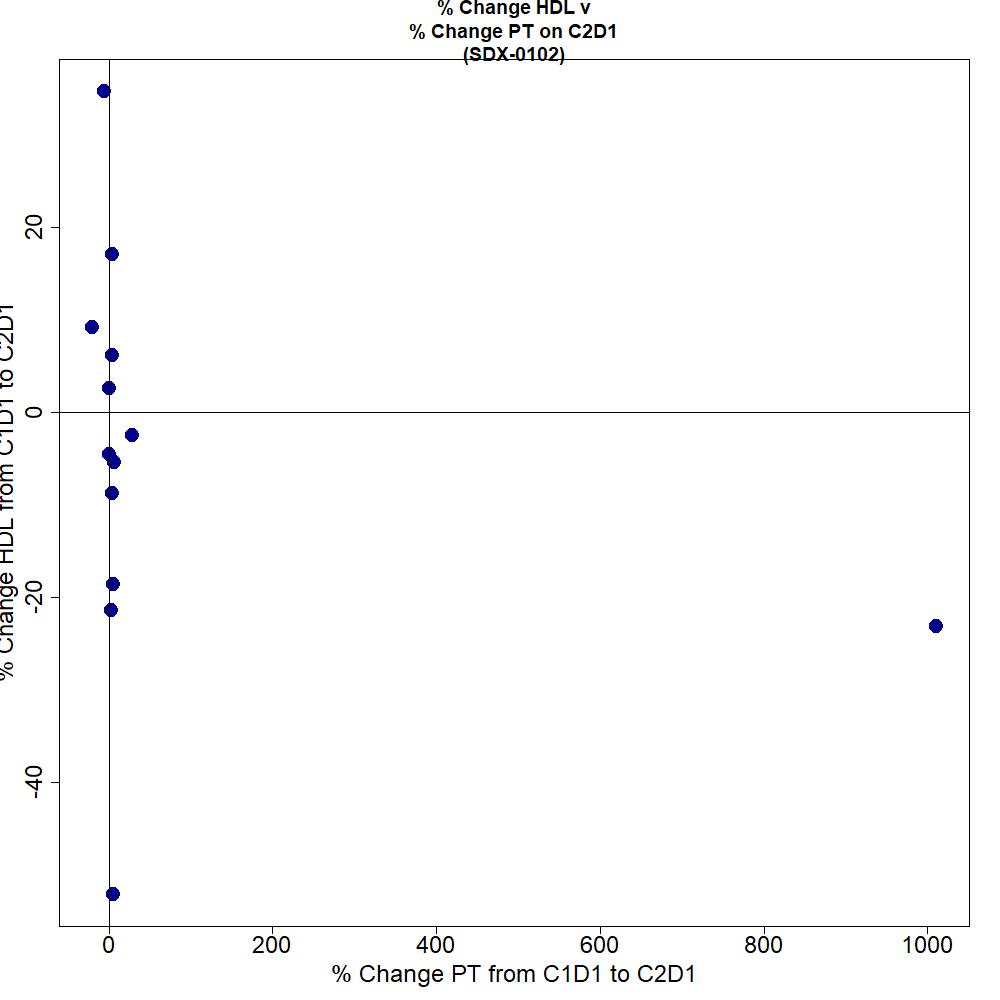 % Change HDL v
% Change PT on C2D1
(SDX-0102)
% Change HDL from C1D1 to C2D1
20
0
-20
-40
0 200 400 600 800 1000
% Change PT from C1D1 to C2D1